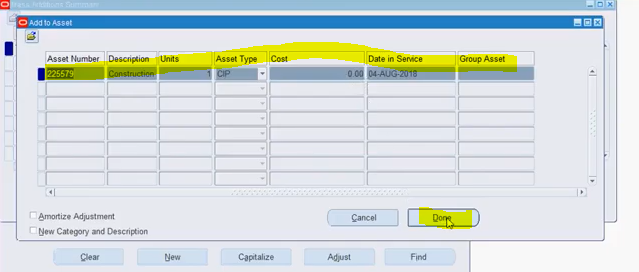 Mass Additions Summary
Add to Asset
Asset Number Description Units Asset Type Cost Date in Service Group Asset
225579 Construction 1 CIP 0.00 04-AUG-2018
Amortize Adjustment
Cancel Done
New Category and Description
Clear New Capitalize Adjust Find